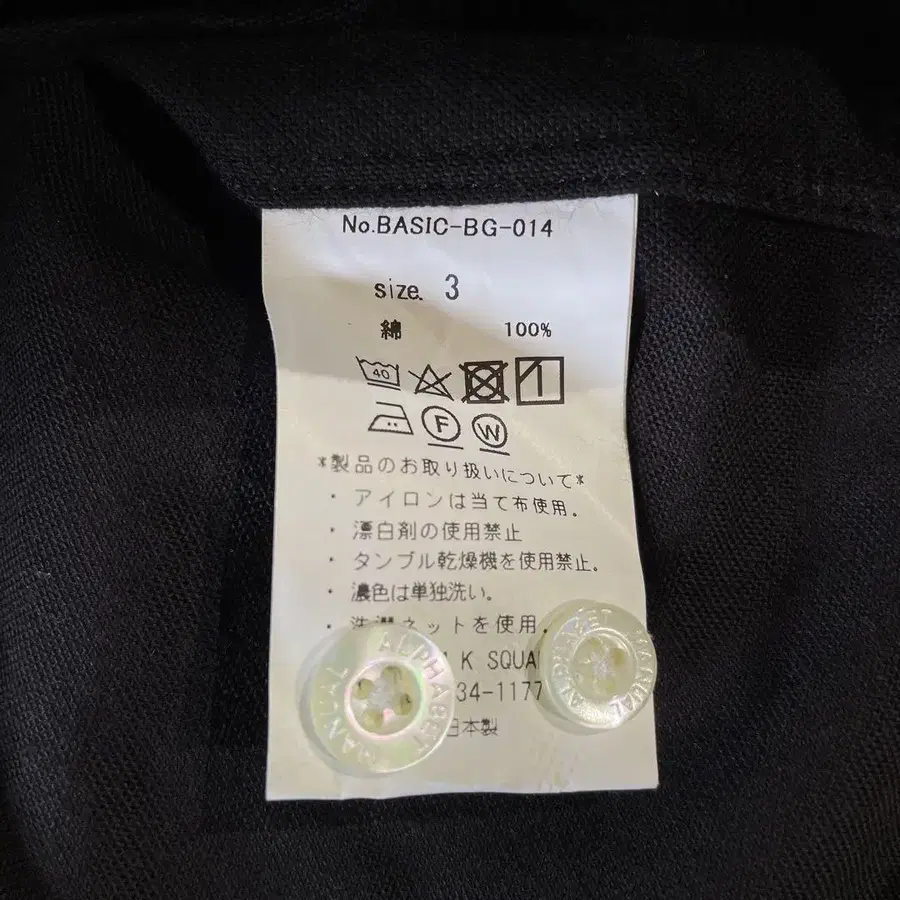 No.BASIC-BG-014
size. 3
綿 100%
40
F W
*製品のお取り扱いについて*
・アイロンは当て布使用。
・漂白剤の使用禁止
・タンブル乾燥機を使用禁止。
・濃色は単独洗い。
・洗濯ネットを使用。
K SQUA
34-1177
日本製
MANUAL ALPHABET
MANUAL ALPHABET